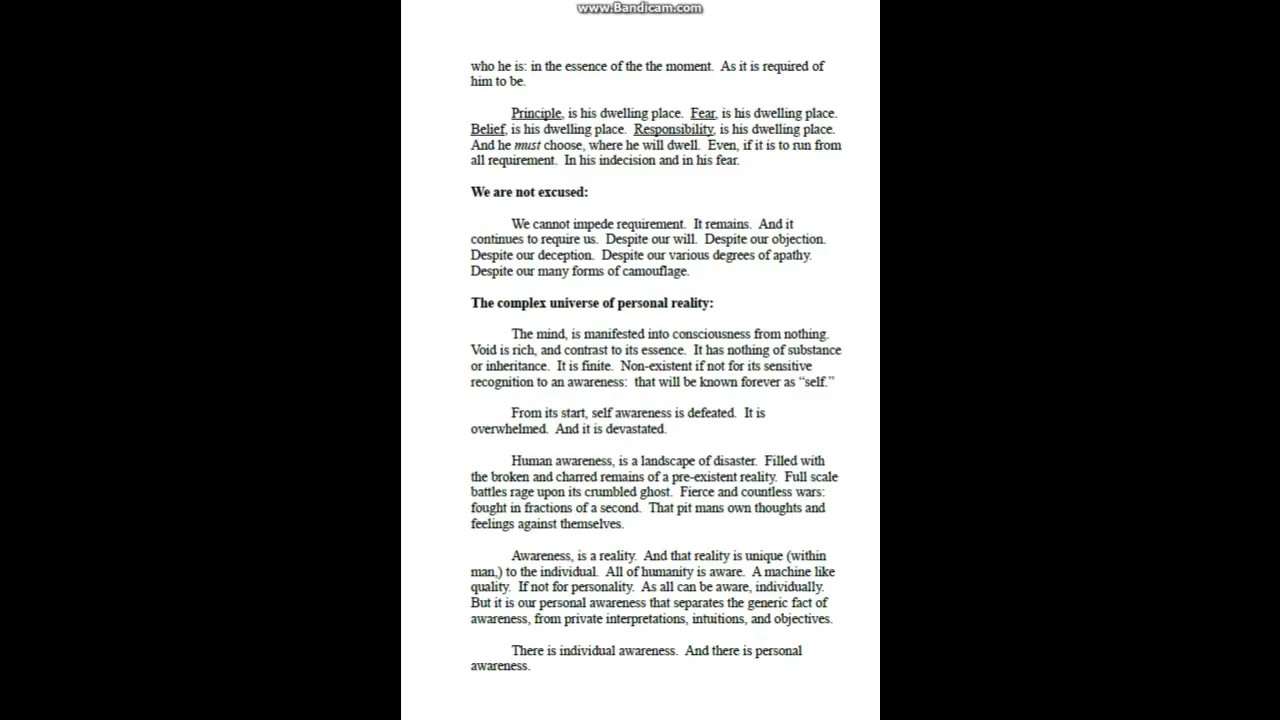 www.Bandicam.com
who he is: in the essence of the the moment. As it is required of
him to be.
Principle, is his dwelling place. Fear, is his dwelling place.
Belief, is his dwelling place. Responsibility, is his dwelling place.
And he must choose, where he will dwell. Even, if it is to run from
all requirement. In his indecision and in his fear.
We are not excused:
We cannot impede requirement. It remains. And it
continues to require us. Despite our will. Despite our objection.
Despite our deception. Despite our various degrees of apathy.
Despite our many forms of camouflage.
The complex universe of personal reality:
The mind, is manifested into consciousness from nothing.
Void is rich, and contrast to its essence. It has nothing of substance
or inheritance. It is finite. Non-existent if not for its sensitive
recognition to an awareness: that will be known forever as “self.”
From its start, self awareness is defeated. It is
overwhelmed. And it is devastated.
Human awareness, is a landscape of disaster. Filled with
the broken and charred remains of a pre-existent reality. Full scale
battles rage upon its crumbled ghost. Fierce and countless wars:
fought in fractions of a second. That pit mans own thoughts and
feelings against themselves.
Awareness, is a reality. And that reality is unique (within
man,) to the individual. All of humanity is aware. A machine like
quality. If not for personality. As all can be aware, individually.
But it is our personal awareness that separates the generic fact of
awareness, from private interpretations, intuitions, and objectives.
There is individual awareness. And there is personal
awareness.